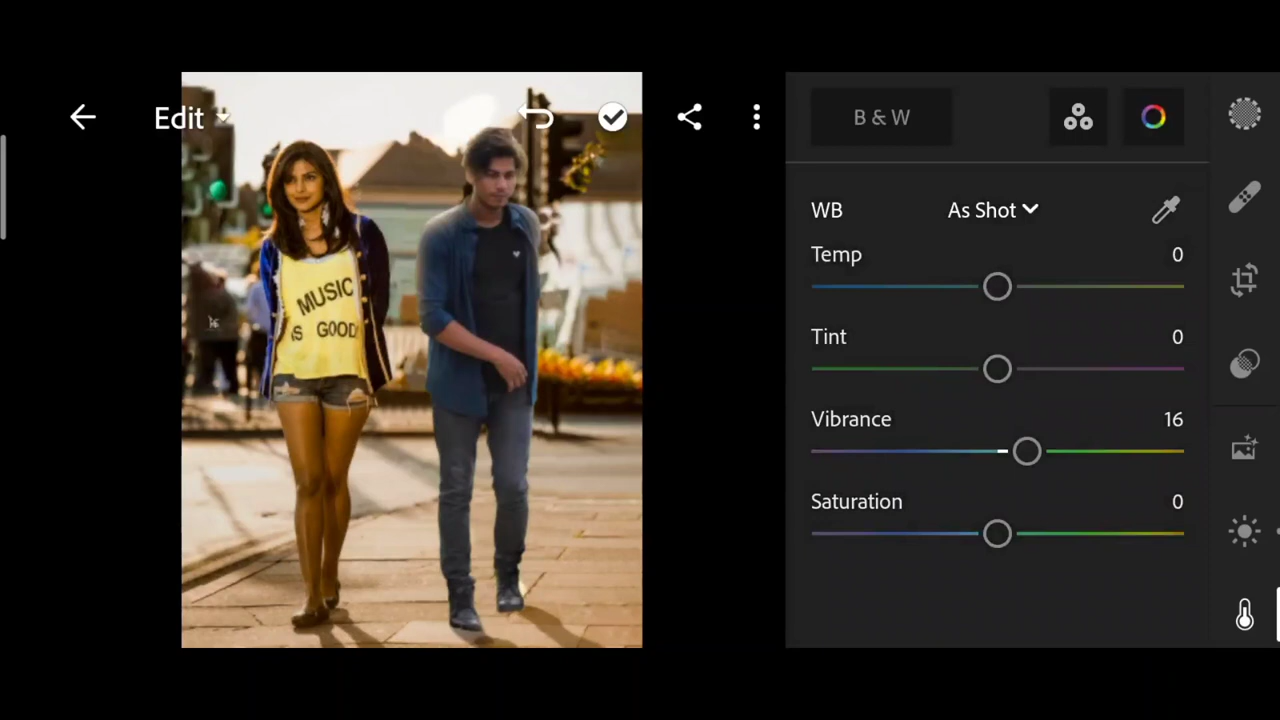 Edit
B & W
WB
As Shot
Temp
0
Tint
0
Vibrance
16
Saturation
0
MUSIC
IS GOOD